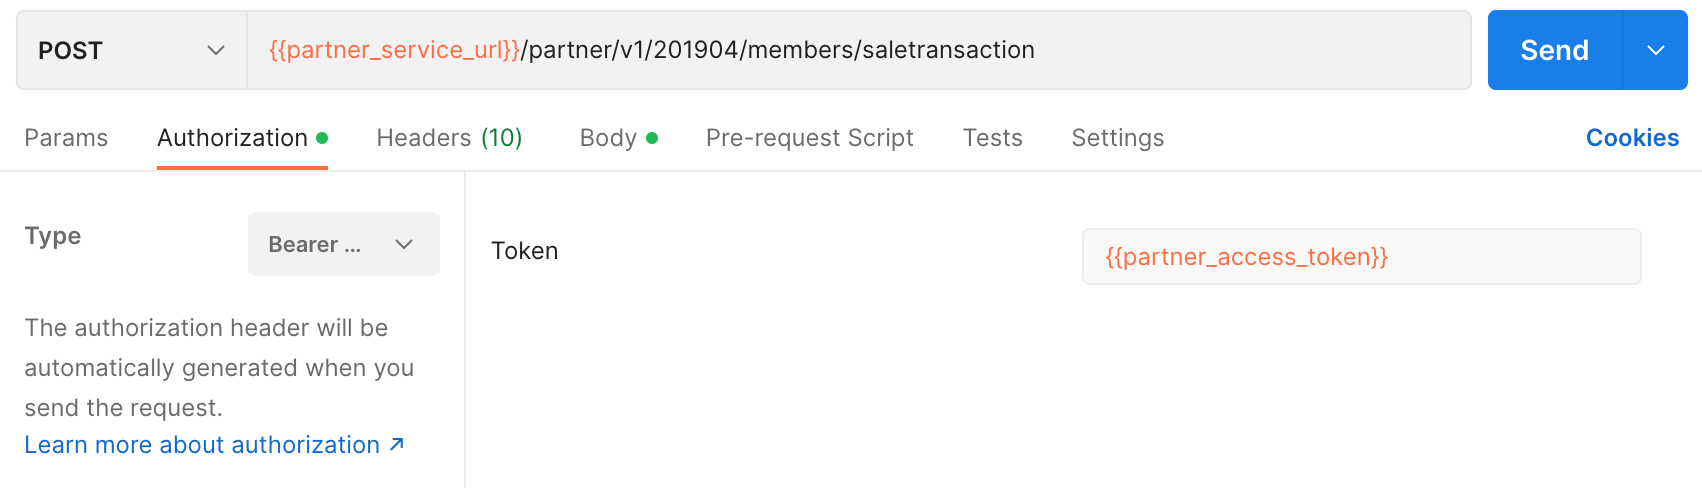 POST
{{partner_service_url}}/partner/v1/201904/members/saletransaction
Send
Params
Authorization
Headers (10)
Body
Pre-request Script
Tests
Settings
Cookies
Type
Bearer ...
Token
{{partner_access_token}}
The authorization header will be
automatically generated when you
send the request.
Learn more about authorization ↗